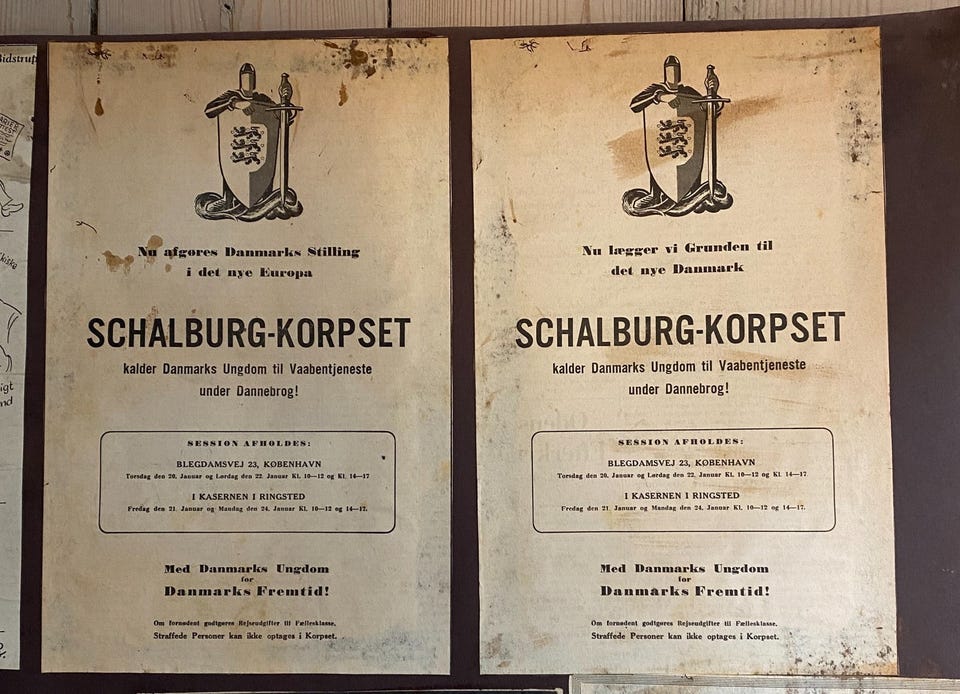 Bidstrup
igt
nd
Nu afgøres Danmarks Stilling
i det nye Europa
SCHALBURG-KORPSET
kalder Danmarks Ungdom til Vaabentjeneste
under Dannebrog!
SESSION AFHOLDES:
BLEGDAMSVEJ 23, KØBENHAVN
Torsdag den 20. Januar og Lørdag den 22. Januar Kl. 10—12 og Kl. 14—17
I KASERNEN I RINGSTED
Fredag den 21. Januar og Mandag den 24. Januar Kl. 10—12 og 14—17.
Med Danmarks Ungdom
for
Danmarks Fremtid!
Om fornødent godtgøres Rejseudgifter til Fællesklasse.
Straffede Personer kan ikke optages i Korpset.
Nu lægger vi Grunden til
det nye Danmark
SCHALBURG-KORPSET
kalder Danmarks Ungdom til Vaabentjeneste
under Dannebrog!
SESSION AFHOLDES:
BLEGDAMSVEJ 23, KØBENHAVN
Torsdag den 20. Januar og Lørdag den 22. Januar Kl. 10—12 og Kl. 14—17
I KASERNEN I RINGSTED
Fredag den 21. Januar og Mandag den 24. Januar Kl. 10—12 og 14—17.
Med Danmarks Ungdom
for
Danmarks Fremtid!
Om fornødent godtgøres Rejseudgifter til Fællesklasse.
Straffede Personer kan ikke optages i Korpset.